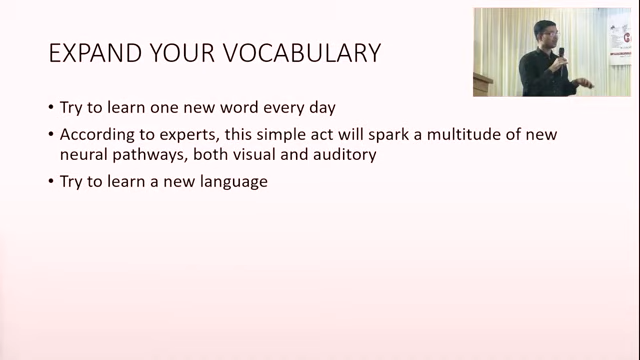 EXPAND YOUR VOCABULARY
• Try to learn one new word every day
• According to experts, this simple act will spark a multitude of new
neural pathways, both visual and auditory
• Try to learn a new language